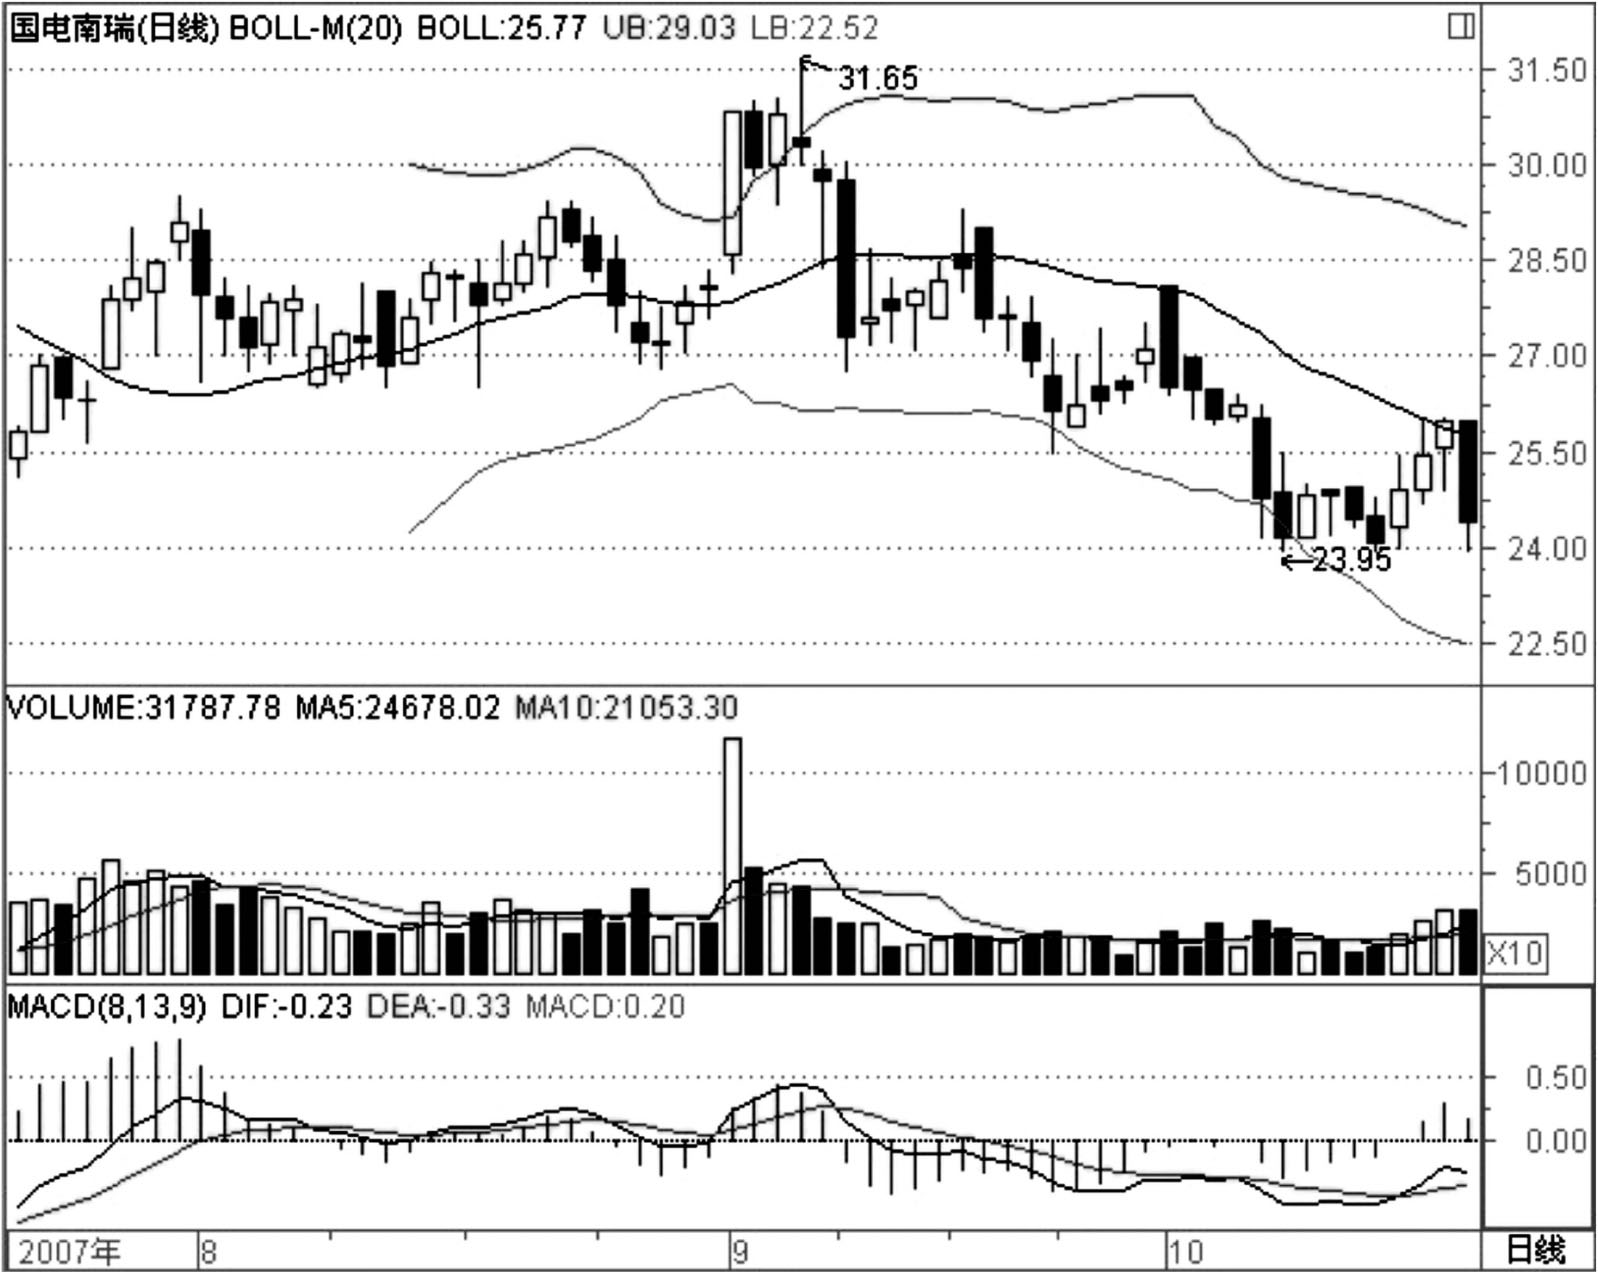 国电南瑞(日线) BOLL-M(20) BOLL:25.77 UB:29.03 LB:22.52
31.65
31.50
30.00
28.50
27.00
25.50
24.00
23.95
22.50
VOLUME:31787.78 MA5:24678.02 MA10:21053.30
10000
5000
X10
MACD(8,13,9) DIF:-0.23 DEA:-0.33 MACD:0.20
0.50
0.00
2007年 8 9 10 日线